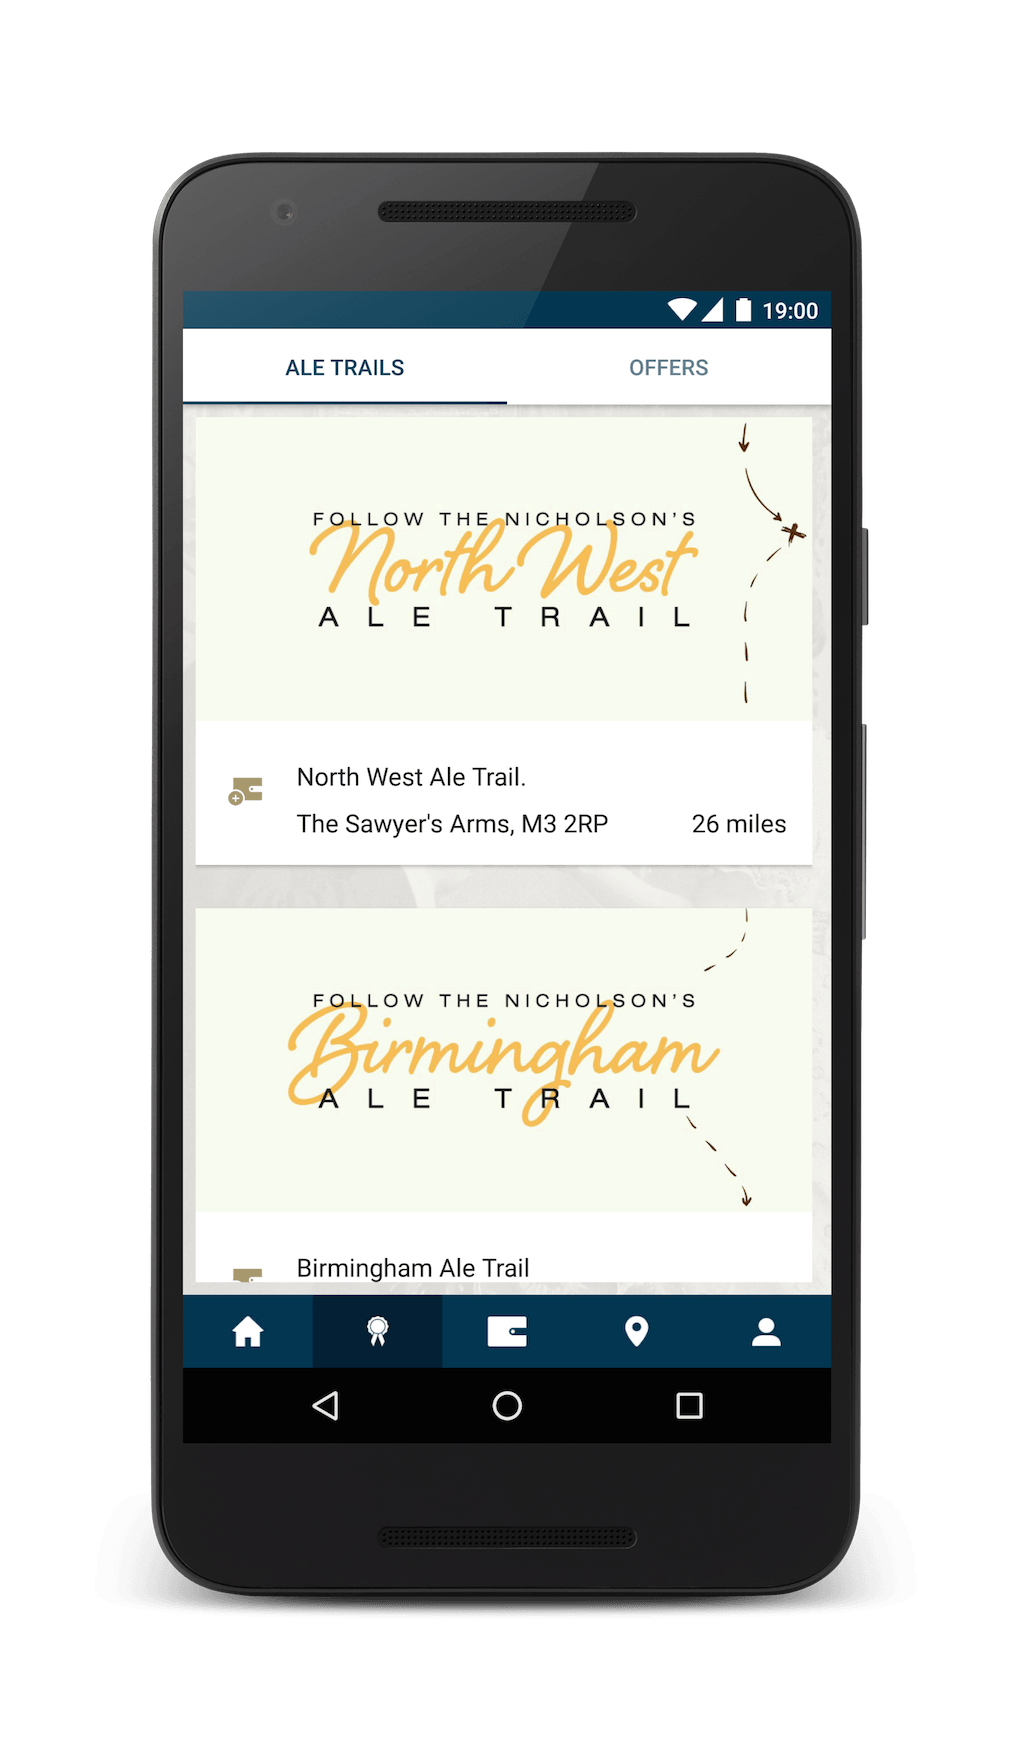 19:00
ALE TRAILS
OFFERS
FOLLOW THE NICHOLSON'S
North West
ALE TRAIL
North West Ale Trail.
The Sawyer's Arms, M3 2RP
26 miles
FOLLOW THE NICHOLSON'S
Birmingham
ALE TRAIL
Birmingham Ale Trail